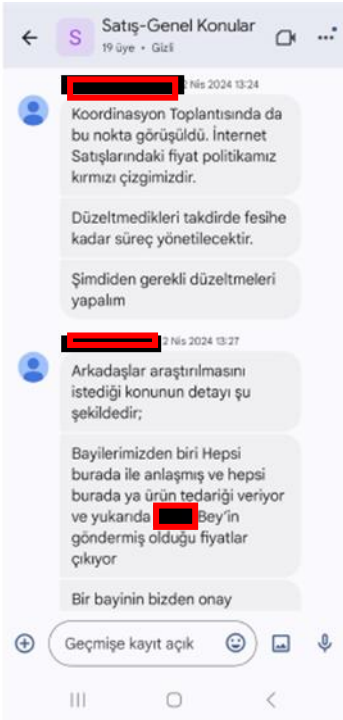 Satış-Genel Konular
19 üye • Gizli
S
2 Nis 2024 13:24
Koordinasyon Toplantısında da
bu nokta görüşüldü. İnternet
Satışlarındaki fiyat politikamız
kırmızı çizgimizdir.
Düzeltmedikleri takdirde fesihe
kadar süreç yönetilecektir.
Şimdiden gerekli düzeltmeleri
yapalım
2 Nis 2024 13:27
Arkadaşlar araştırılmasını
istediği konunun detayı şu
şekildedir;
Bayilerimizden biri Hepsi
burada ile anlaşmış ve hepsi
burada ya ürün tedariği veriyor
ve yukarıda Bey'in
göndermiş olduğu fiyatlar
çıkıyor
Bir bayinin bizden onay
Geçmişe kayıt açık